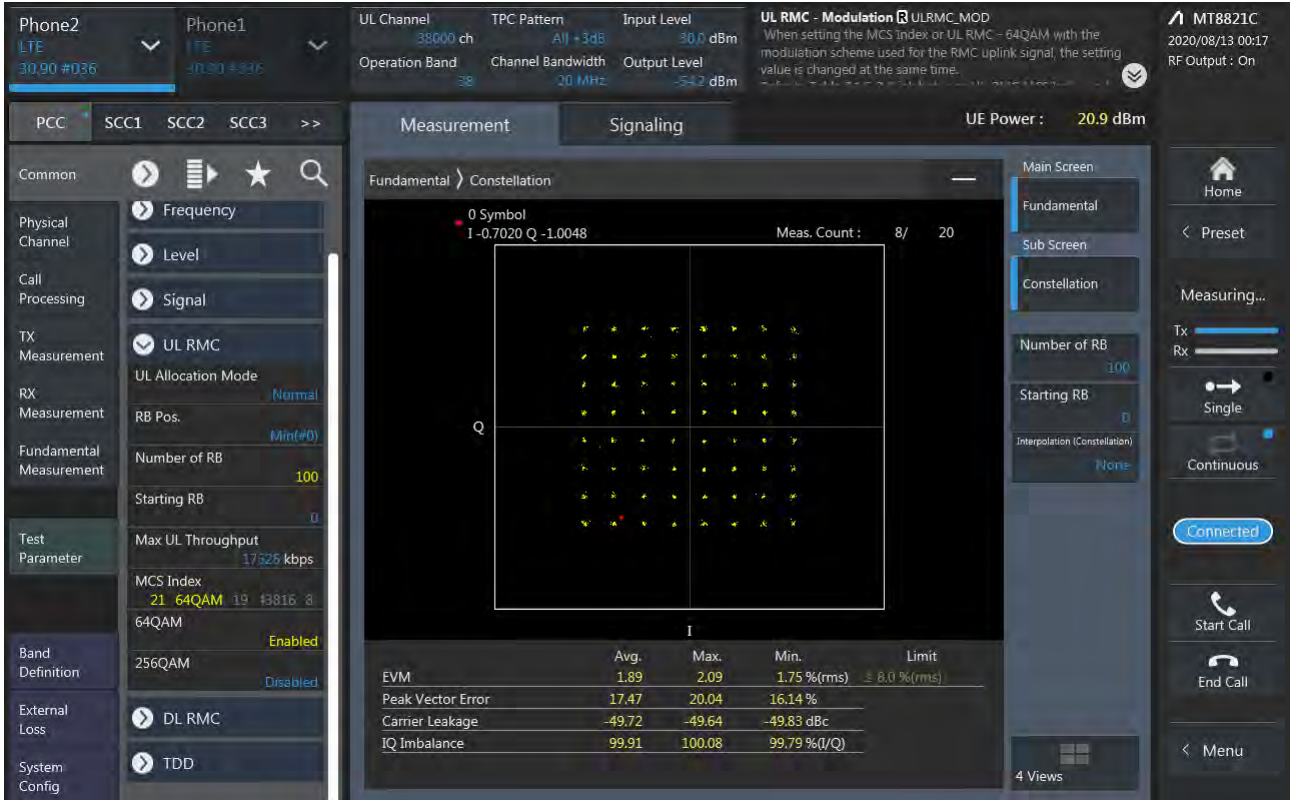 Phone2
LTE
30.90 #036
Phone1
LTE
UL Channel
38000 ch
Operation Band
38
TPC Pattern
All +3dB
Channel Bandwidth
20 MHz
Input Level
30.0 dBm
Output Level
-54.2 dBm
UL RMC - Modulation R ULRMC_MOD
When setting the MCS Index or UL RMC - 64QAM with the
modulation scheme used for the RMC uplink signal, the setting
value is changed at the same time.
MT8821C
2020/08/13 00:17
RF Output : On
PCC SCC1 SCC2 SCC3 >>
Measurement
Signaling
UE Power : 20.9 dBm
Common
Physical
Channel
Call
Processing
TX
Measurement
RX
Measurement
Fundamental
Measurement
Test
Parameter
Band
Definition
External
Loss
System
Config
Frequency
Level
Signal
UL RMC
UL Allocation Mode
Normal
RB Pos.
Min(#0)
Number of RB
100
Starting RB
0
Max UL Throughput
kbps
MCS Index
21 64QAM 19
64QAM
Enabled
256QAM
Disabled
DL RMC
TDD
Fundamental 〉 Constellation
0 Symbol
I -0.7020 Q -1.0048
Meas. Count : 8/ 20
Q
I
Avg. Max. Min. Limit
EVM 1.89 2.09 1.75 %(rms) ≤ 8.0 %(rms)
Peak Vector Error 17.47 20.04 16.14 %
Carrier Leakage -49.72 -49.64 -49.83 dBc
IQ Imbalance 99.91 100.08 99.79 %(I/Q)
Main Screen
Fundamental
Sub Screen
Constellation
Number of RB
100
Starting RB
0
Interpolation (Constellation)
None
4 Views
Home
< Preset
Measuring...
Tx
Rx
Single
Continuous
Connected
Start Call
End Call
< Menu